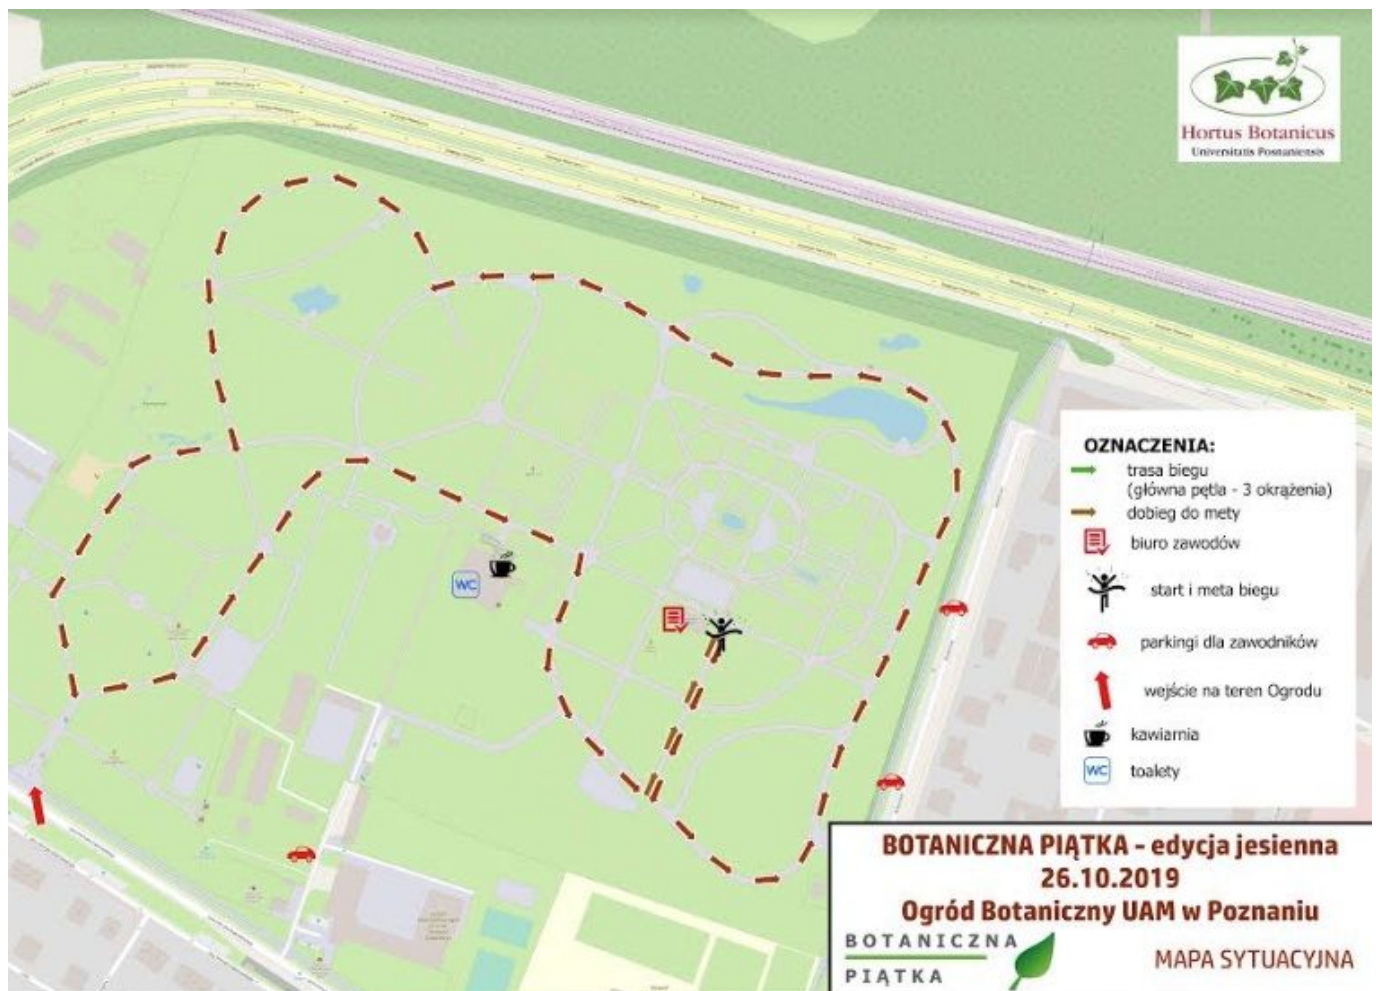 Hortus Botanicus
Universitatis Posnaniensis
OZNACZENIA:
trasa biegu
(główna pętla - 3 okrążenia)
dobieg do mety
biuro zawodów
start i meta biegu
parkingi dla zawodników
wejście na teren Ogrodu
kawiarnia
WC
toalety
WC
BOTANICZNA PIĄTKA - edycja jesienna
26.10.2019
Ogród Botaniczny UAM w Poznaniu
BOTANICZNA
PIĄTKA
MAPA SYTUACYJNA